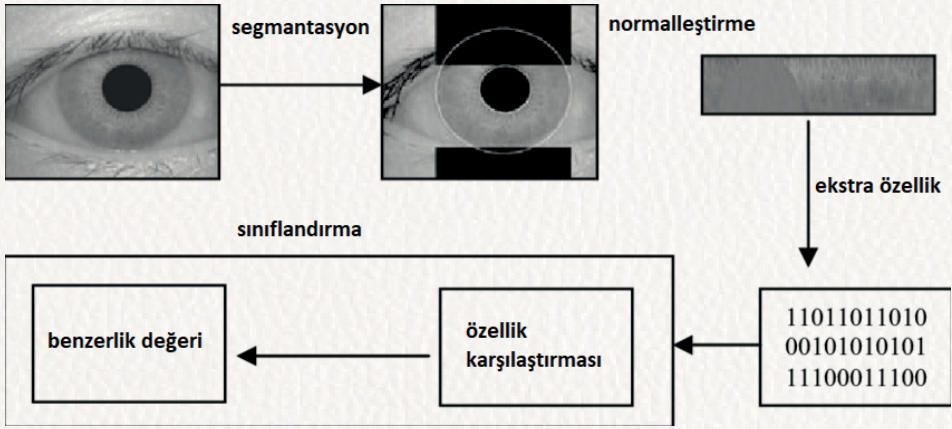 segmantasyon
normalleştirme
ekstra özellik
sınıflandırma
benzerlik değeri
özellik
karşılaştırması
11011011010
00101010101
11100011100